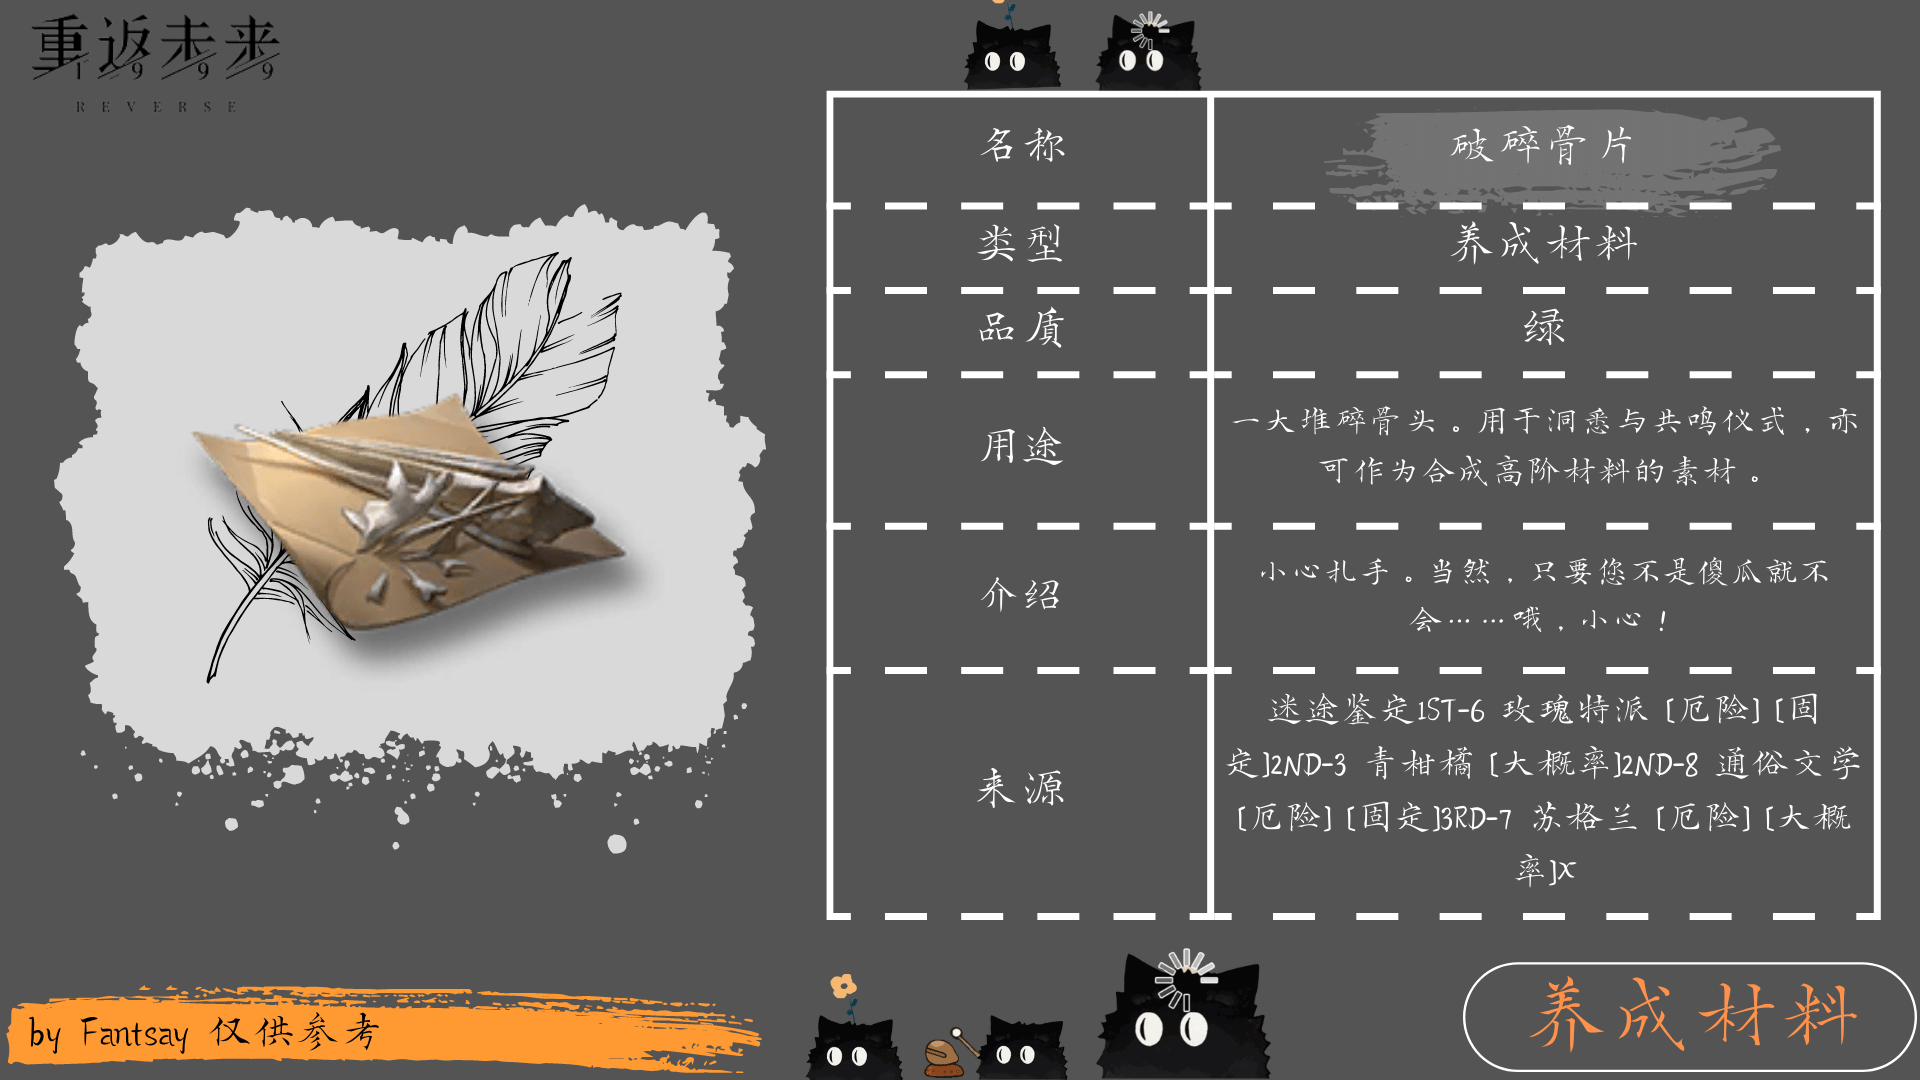 重返未来
1999
REVERSE
名称
破碎骨片
类型
养成材料
品质
绿
用途
一大堆碎骨头。用于洞悉与共鸣仪式，亦
可作为合成高阶材料的素材。
介绍
小心扎手。当然，只要您不是傻瓜就不
会……哦，小心！
来源
迷途鉴定1ST-6 玫瑰特派 [厄险] [固
定]2ND-3 青柑橘 [大概率]2ND-8 通俗文学
[厄险] [固定]3RD-7 苏格兰 [厄险] [大概
率]X
by Fantsay 仅供参考
养成材料